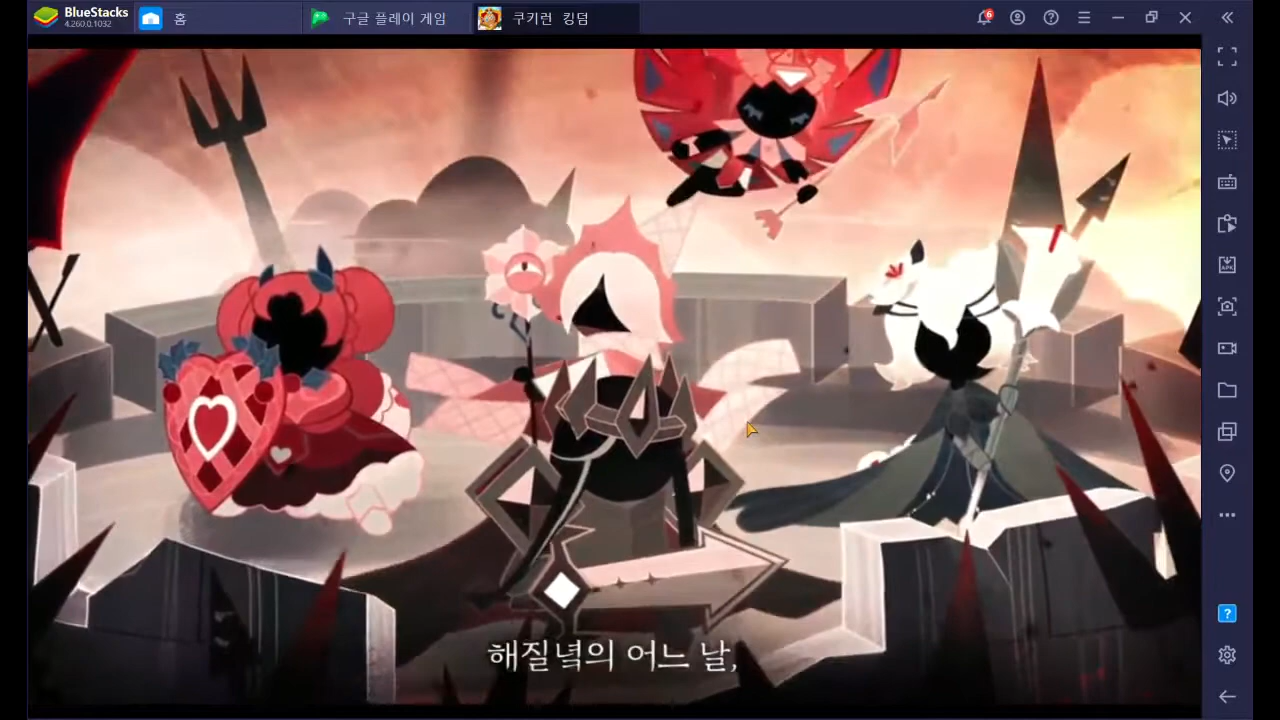 BlueStacks
4.260.0.1032
홈
구글 플레이 게임
쿠키런 킹덤
6
APK
?
해질녘의 어느 날,